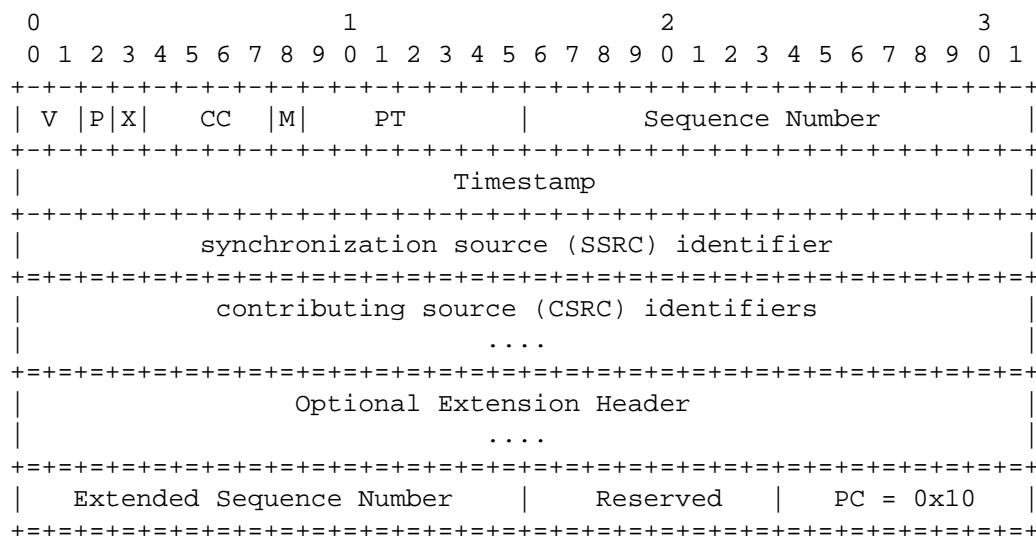 0                   1                   2                   3
 0 1 2 3 4 5 6 7 8 9 0 1 2 3 4 5 6 7 8 9 0 1 2 3 4 5 6 7 8 9 0 1
+-+-+-+-+-+-+-+-+-+-+-+-+-+-+-+-+-+-+-+-+-+-+-+-+-+-+-+-+-+-+-+-+
| V |P|X|   CC  |M|    PT       |       Sequence Number         |
+-+-+-+-+-+-+-+-+-+-+-+-+-+-+-+-+-+-+-+-+-+-+-+-+-+-+-+-+-+-+-+-+
|                           Timestamp                           |
+-+-+-+-+-+-+-+-+-+-+-+-+-+-+-+-+-+-+-+-+-+-+-+-+-+-+-+-+-+-+-+-+
|           synchronization source (SSRC) identifier            |
+=+=+=+=+=+=+=+=+=+=+=+=+=+=+=+=+=+=+=+=+=+=+=+=+=+=+=+=+=+=+=+=+
|            contributing source (CSRC) identifiers             |
|                             ....                              |
+=+=+=+=+=+=+=+=+=+=+=+=+=+=+=+=+=+=+=+=+=+=+=+=+=+=+=+=+=+=+=+=+
|                 Optional Extension Header                     |
|                             ....                              |
+=+=+=+=+=+=+=+=+=+=+=+=+=+=+=+=+=+=+=+=+=+=+=+=+=+=+=+=+=+=+=+=+
|   Extended Sequence Number    |    Reserved   |   PC = 0x10   |
+=+=+=+=+=+=+=+=+=+=+=+=+=+=+=+=+=+=+=+=+=+=+=+=+=+=+=+=+=+=+=+=+